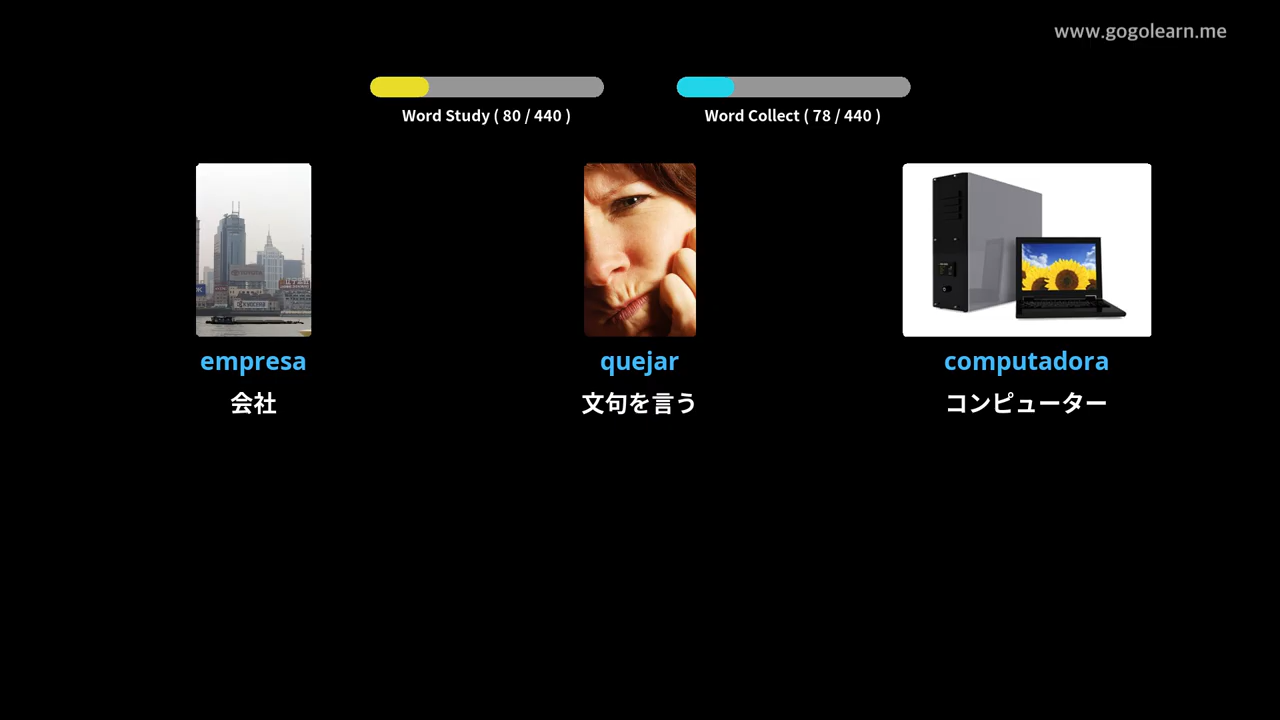 www.gogolearn.me
Word Study ( 80 / 440 )
Word Collect ( 78 / 440 )
empresa
quejar
computadora
会社
文句を言う
コンピューター